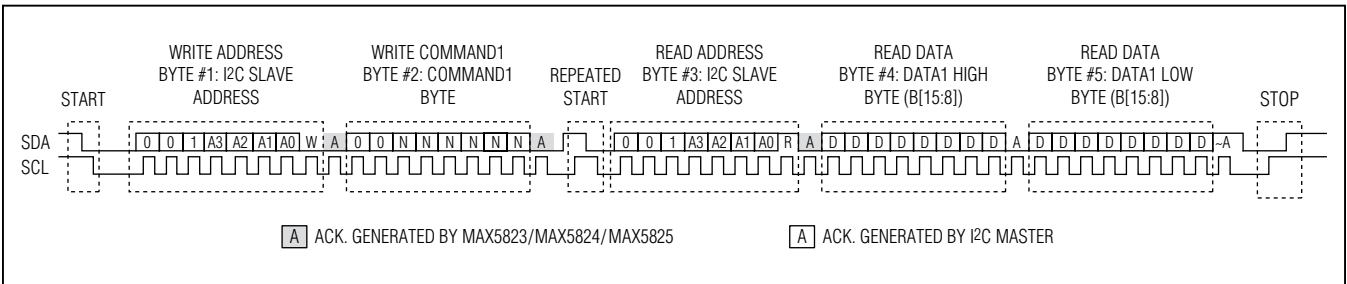 WRITE ADDRESS
BYTE #1: I2C SLAVE
ADDRESS
WRITE COMMAND1
BYTE #2: COMMAND1
BYTE
READ ADDRESS
BYTE #3: I2C SLAVE
ADDRESS
READ DATA
BYTE #4: DATA1 HIGH
BYTE (B[15:8])
READ DATA
BYTE #5: DATA1 LOW
BYTE (B[15:8])
START
REPEATED
START
STOP
SDA 0 0 1 A3 A2 A1 A0 W A 0 0 N N N N N N A 0 0 1 A3 A2 A1 A0 R A D D D D D D D D A D D D D D D D D ~A
SCL
A ACK. GENERATED BY MAX5823/MAX5824/MAX5825
A ACK. GENERATED BY I2C MASTER